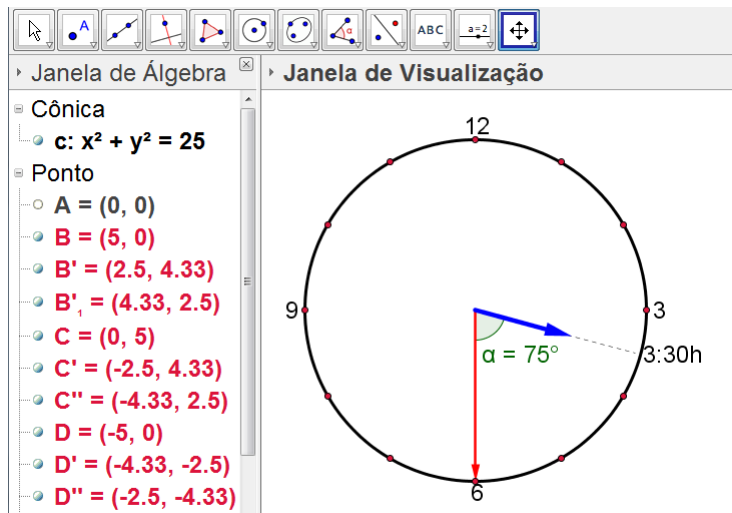 A
α
ABC
a=2
Janela de Álgebra
Janela de Visualização
Cônica
c: x² + y² = 25
Ponto
A = (0, 0)
B = (5, 0)
B' = (2.5, 4.33)
B'₁ = (4.33, 2.5)
C = (0, 5)
C' = (-2.5, 4.33)
C'' = (-4.33, 2.5)
D = (-5, 0)
D' = (-4.33, -2.5)
D'' = (-2.5, -4.33)
12
9
3
α = 75°
3:30h
6